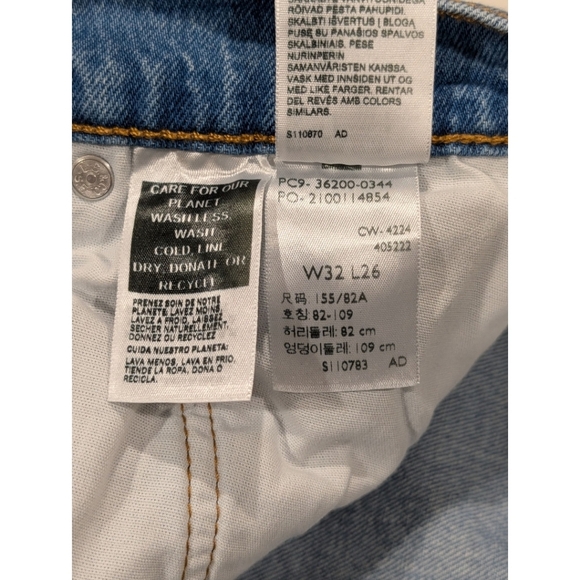 RÕIVAD PESTA PAHUPIDI.
SKALBTI IŠVERTUS Į BLOGĄ
PUSĘ SU PANAŠIOS SPALVOS
SKALBINIAIS. PESE
NURINPERIN
SAMANVÄRISTEN KANSSA.
VASK MED INNSIDEN UT OG
MED LIKE FARGER. RENTAR
DEL REVÉS AMB COLORS
SIMILARS.
S110870 AD
CARE FOR OUR
PLANET
WASH LESS,
WASH
COLD, LINE
DRY, DONATE OR
RECYCLE
PRENEZ SOIN DE NOTRE
PLANÈTE: LAVEZ MOINS,
LAVEZ A FROID, LAISSEZ
SÉCHER NATURELLEMENT,
DONNEZ OU RECYCLEZ
CUIDA NUESTRO PLANETA:
LAVA MENOS, LAVA EN FRIO,
TIENDE LA ROPA, DONA O
RECICLA.
PC9- 36200-0344
PO- 2100114854
CW- 4224
405222
W32 L26
尺码: 155/82A
호칭: 82-109
허리둘레: 82 cm
엉덩이둘레: 109 cm
S110783 AD